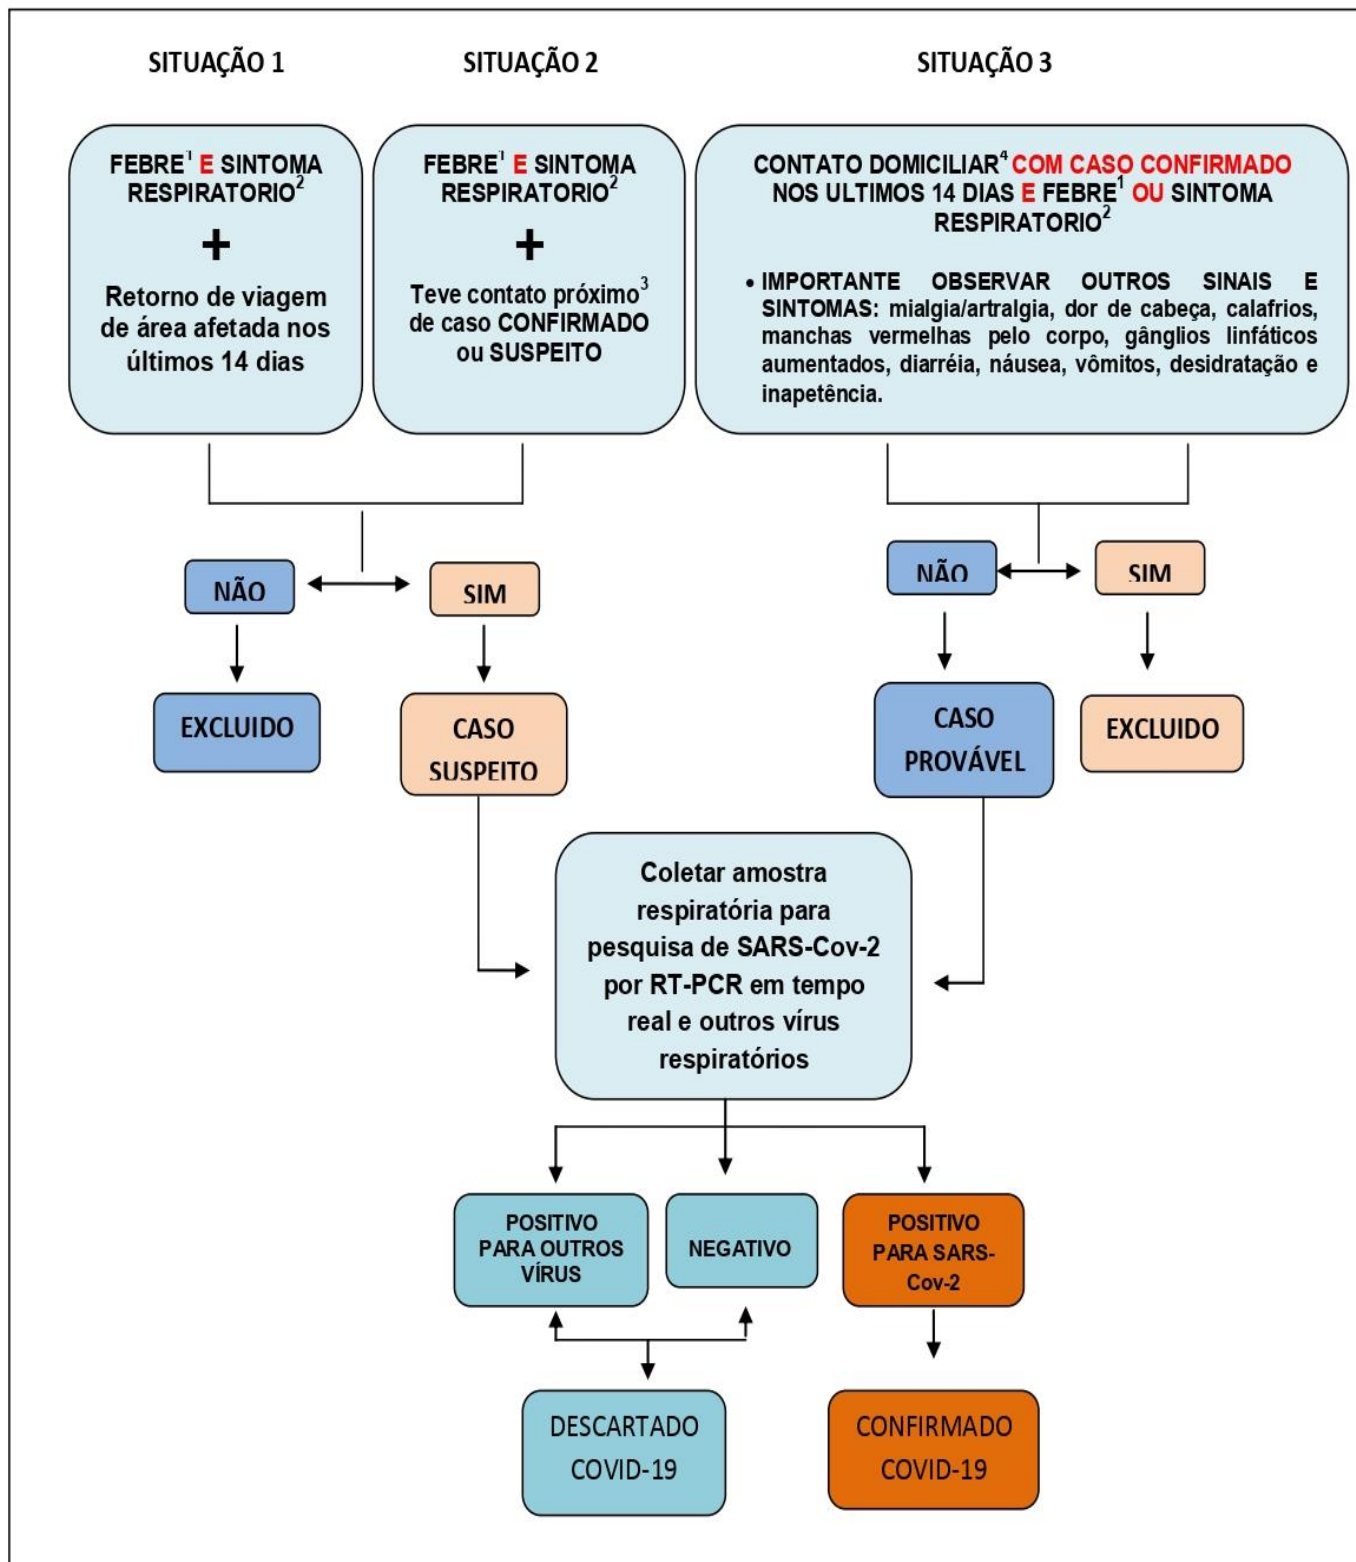 SITUAÇÃO 1
SITUAÇÃO 2
SITUAÇÃO 3
FEBRE¹ E SINTOMA
RESPIRATORIO²
+
Retorno de viagem
de área afetada nos
últimos 14 dias
FEBRE¹ E SINTOMA
RESPIRATORIO²
+
Teve contato próximo³
de caso CONFIRMADO
ou SUSPEITO
CONTATO DOMICILIAR⁴ COM CASO CONFIRMADO
NOS ULTIMOS 14 DIAS E FEBRE¹ OU SINTOMA
RESPIRATORIO²
• IMPORTANTE OBSERVAR OUTROS SINAIS E
SINTOMAS: mialgia/artralgia, dor de cabeça, calafrios,
manchas vermelhas pelo corpo, gânglios linfáticos
aumentados, diarréia, náusea, vômitos, desidratação e
inapetência.
NÃO
SIM
NÃO
SIM
EXCLUIDO
CASO
SUSPEITO
CASO
PROVÁVEL
EXCLUIDO
Coletar amostra
respiratória para
pesquisa de SARS-Cov-2
por RT-PCR em tempo
real e outros vírus
respiratórios
POSITIVO
PARA OUTROS
VÍRUS
NEGATIVO
POSITIVO
PARA SARS-
Cov-2
DESCARTADO
COVID-19
CONFIRMADO
COVID-19